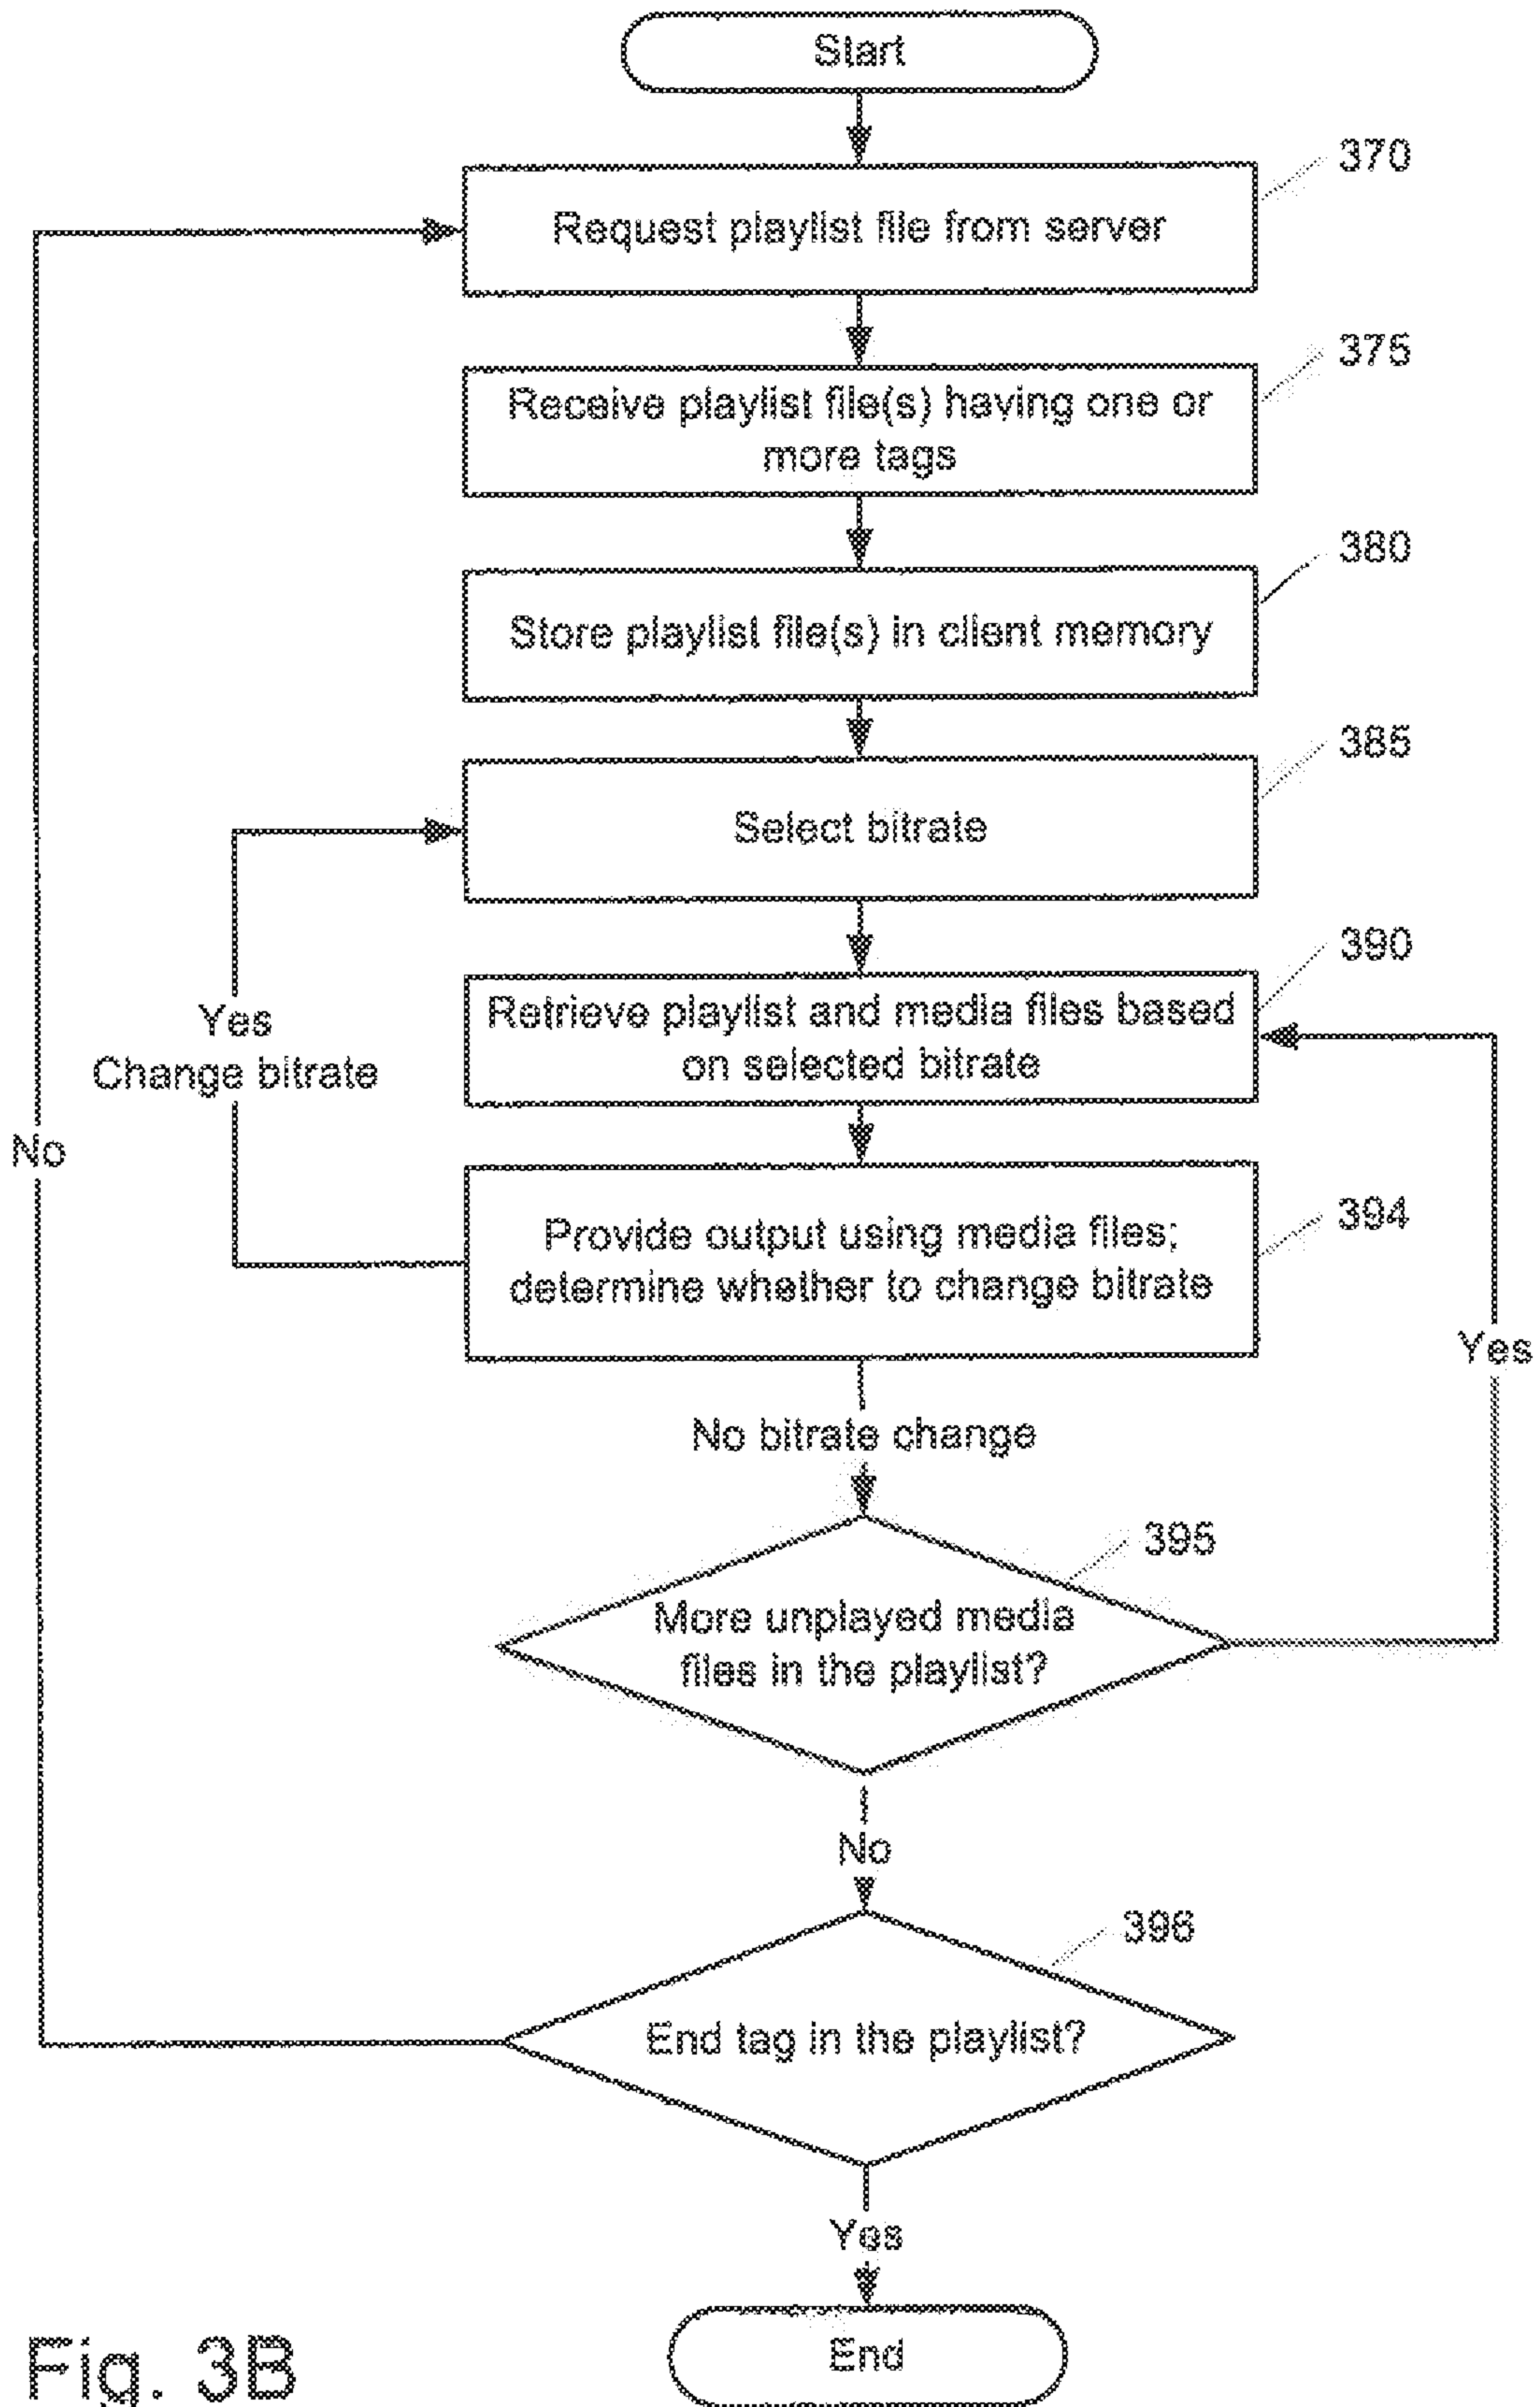 Start
370
Request playlist file from server
375
Receive playlist file(s) having one or
more tags
380
Store playlist file(s) in client memory
385
Select bitrate
390
Retrieve playlist and media files based
on selected bitrate
Yes
Change bitrate
No
394
Provide output using media files;
determine whether to change bitrate
Yes
No bitrate change
395
More unplayed media
files in the playlist?
No
396
End tag in the playlist?
Yes
End
Fig. 3B